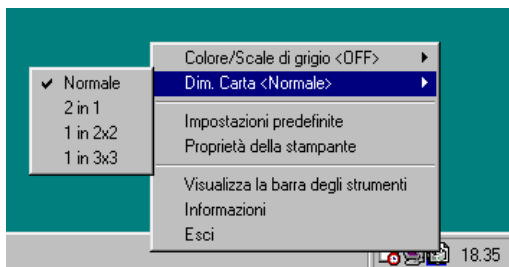 Colore/Scale di grigio <OFF>
Dim. Carta <Normale>
Normale
2 in 1
1 in 2x2
1 in 3x3
Impostazioni predefinite
Proprietà della stampante
Visualizza la barra degli strumenti
Informazioni
Esci
18.35